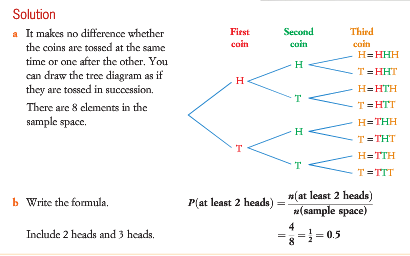 Solution
a It makes no difference whether
the coins are tossed at the same
time or one after the other. You
can draw the tree diagram as if
they are tossed in succession.
There are 8 elements in the
sample space.
First coin
Second coin
Third coin
H
T
H
T
H
T
H = HHH
T = HHT
H = HTH
T = HTT
H = THH
T = THT
H = TTH
T = TTT
b Write the formula.
P(at least 2 heads) = n(at least 2 heads) / n(sample space)
Include 2 heads and 3 heads.
= 4/8 = 1/2 = 0.5